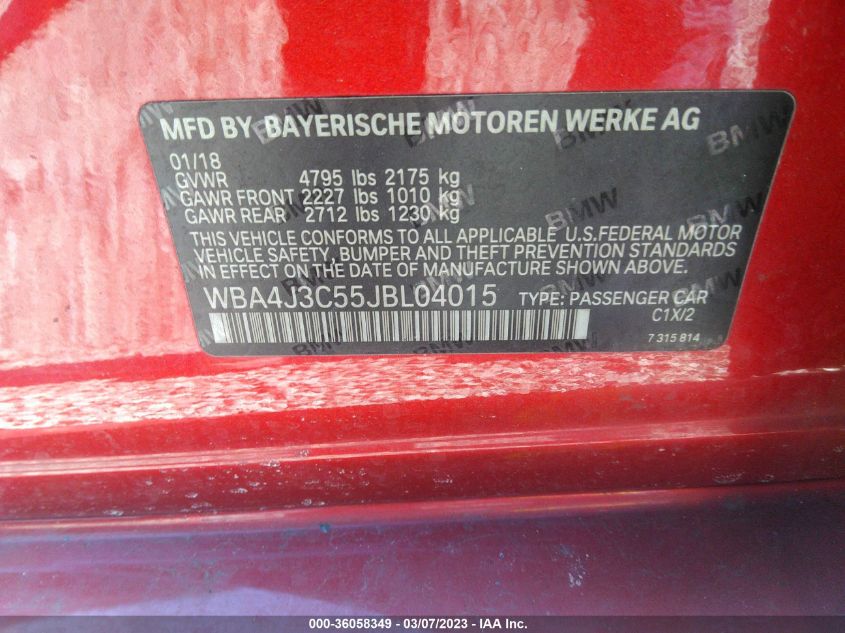 MFD BY BAYERISCHE MOTOREN WERKE AG
01/18
GVWR 4795 lbs 2175 kg
GAWR FRONT 2227 lbs 1010 kg
GAWR REAR 2712 lbs 1230 kg
THIS VEHICLE CONFORMS TO ALL APPLICABLE U.S.FEDERAL MOTOR
VEHICLE SAFETY, BUMPER AND THEFT PREVENTION STANDARDS
IN EFFECT ON THE DATE OF MANUFACTURE SHOWN ABOVE.
WBA4J3C55JBL04015 TYPE: PASSENGER CAR
C1X/2
7 315 814
000-36058349 - 03/07/2023 - IAA Inc.